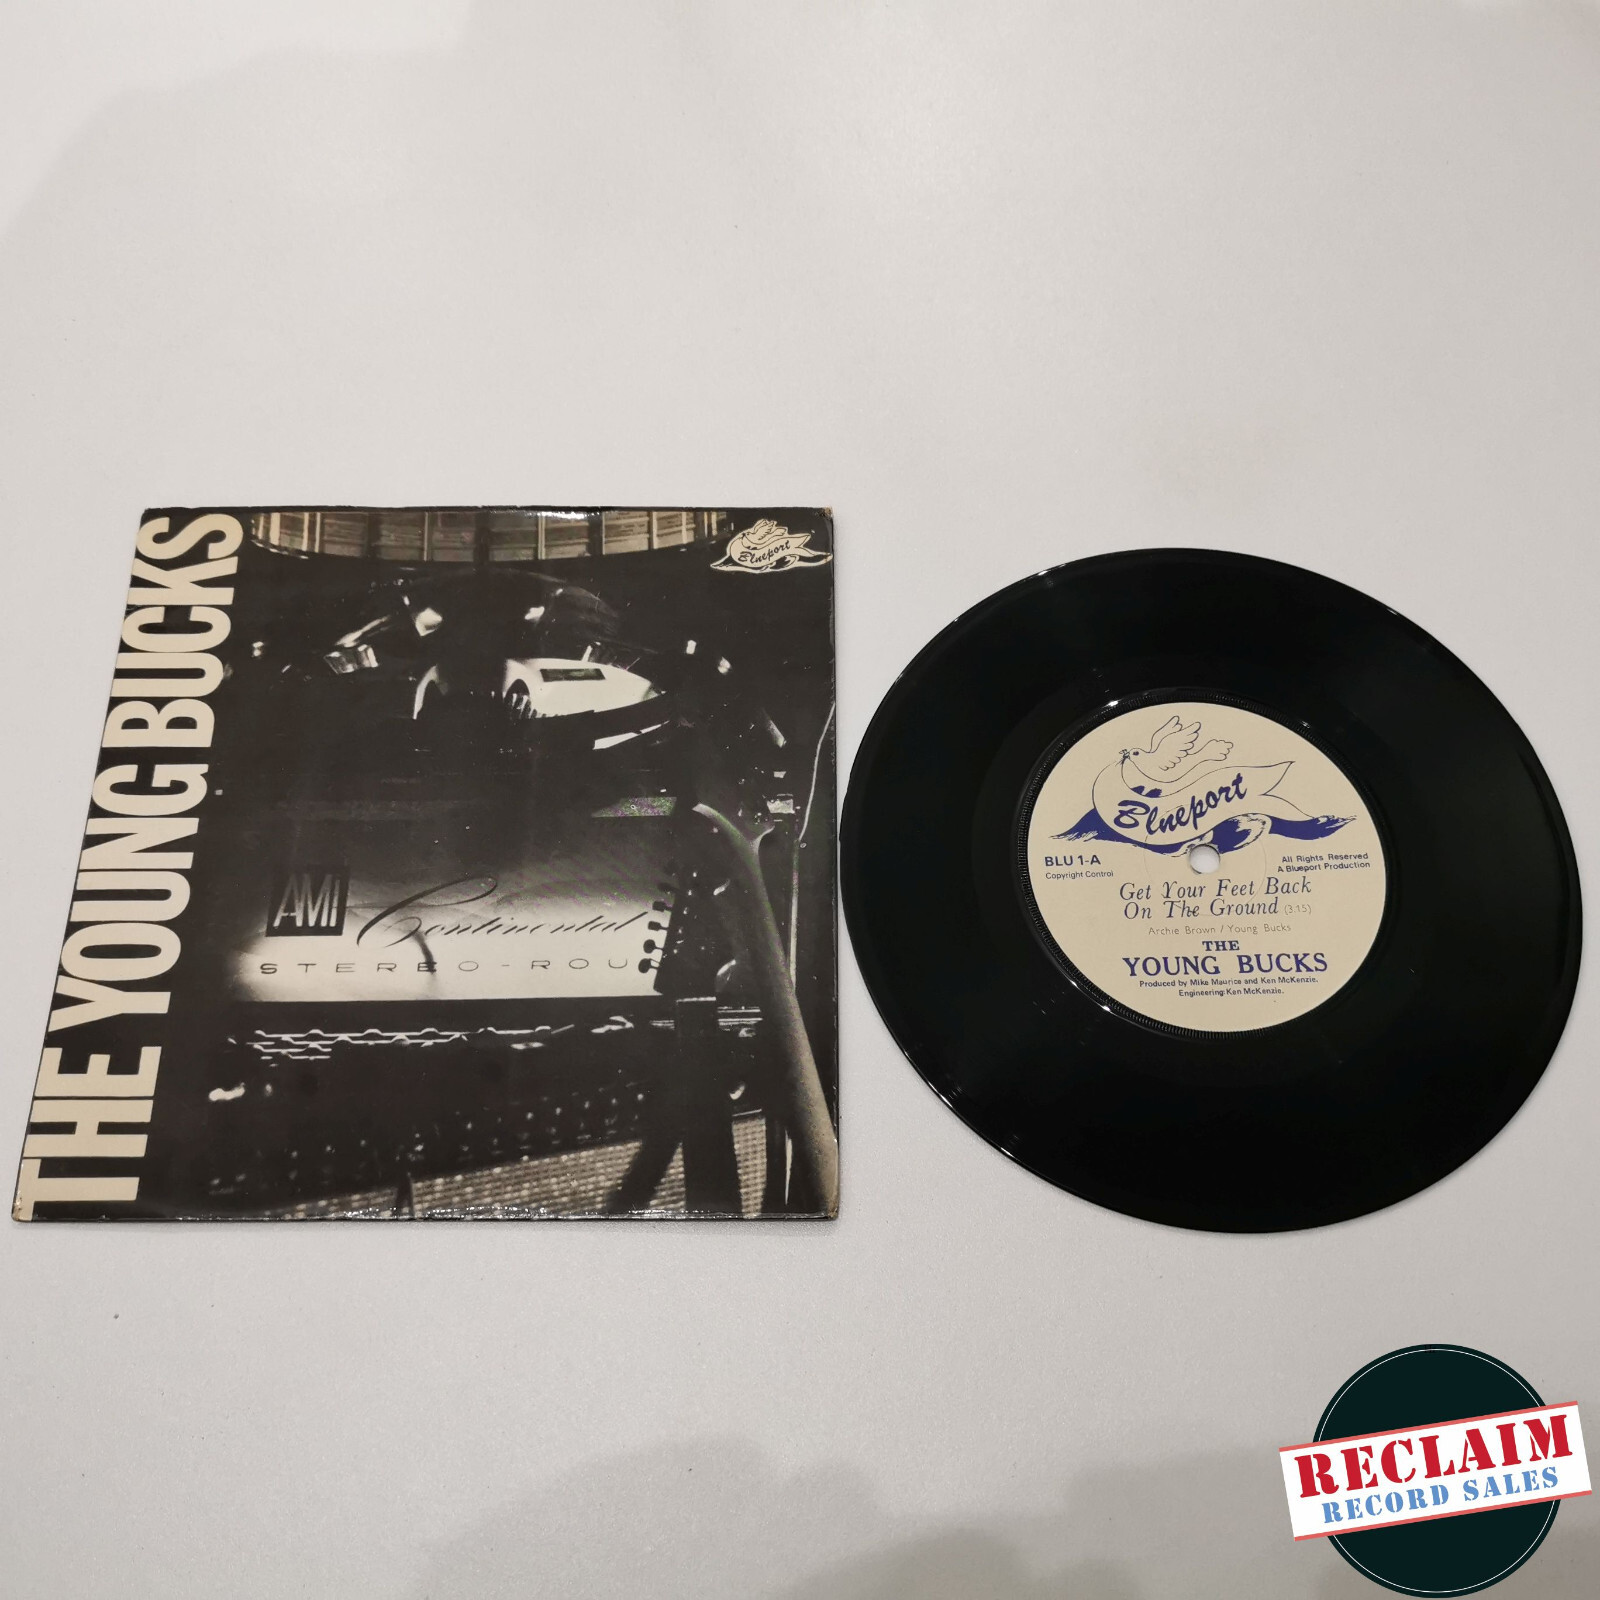 THE YOUNG BUCKS
Blueport
AMI
Continental
STEREO-ROU
Blueport
BLU 1-A
Copyright Control
All Rights Reserved
A Blueport Production
Get Your Feet Back
On The Ground (3.15)
Archie Brown / Young Bucks
THE
YOUNG BUCKS
Produced by Mike Maurice and Ken McKenzie.
Engineering: Ken McKenzie.
RECLAIM
RECORD SALES